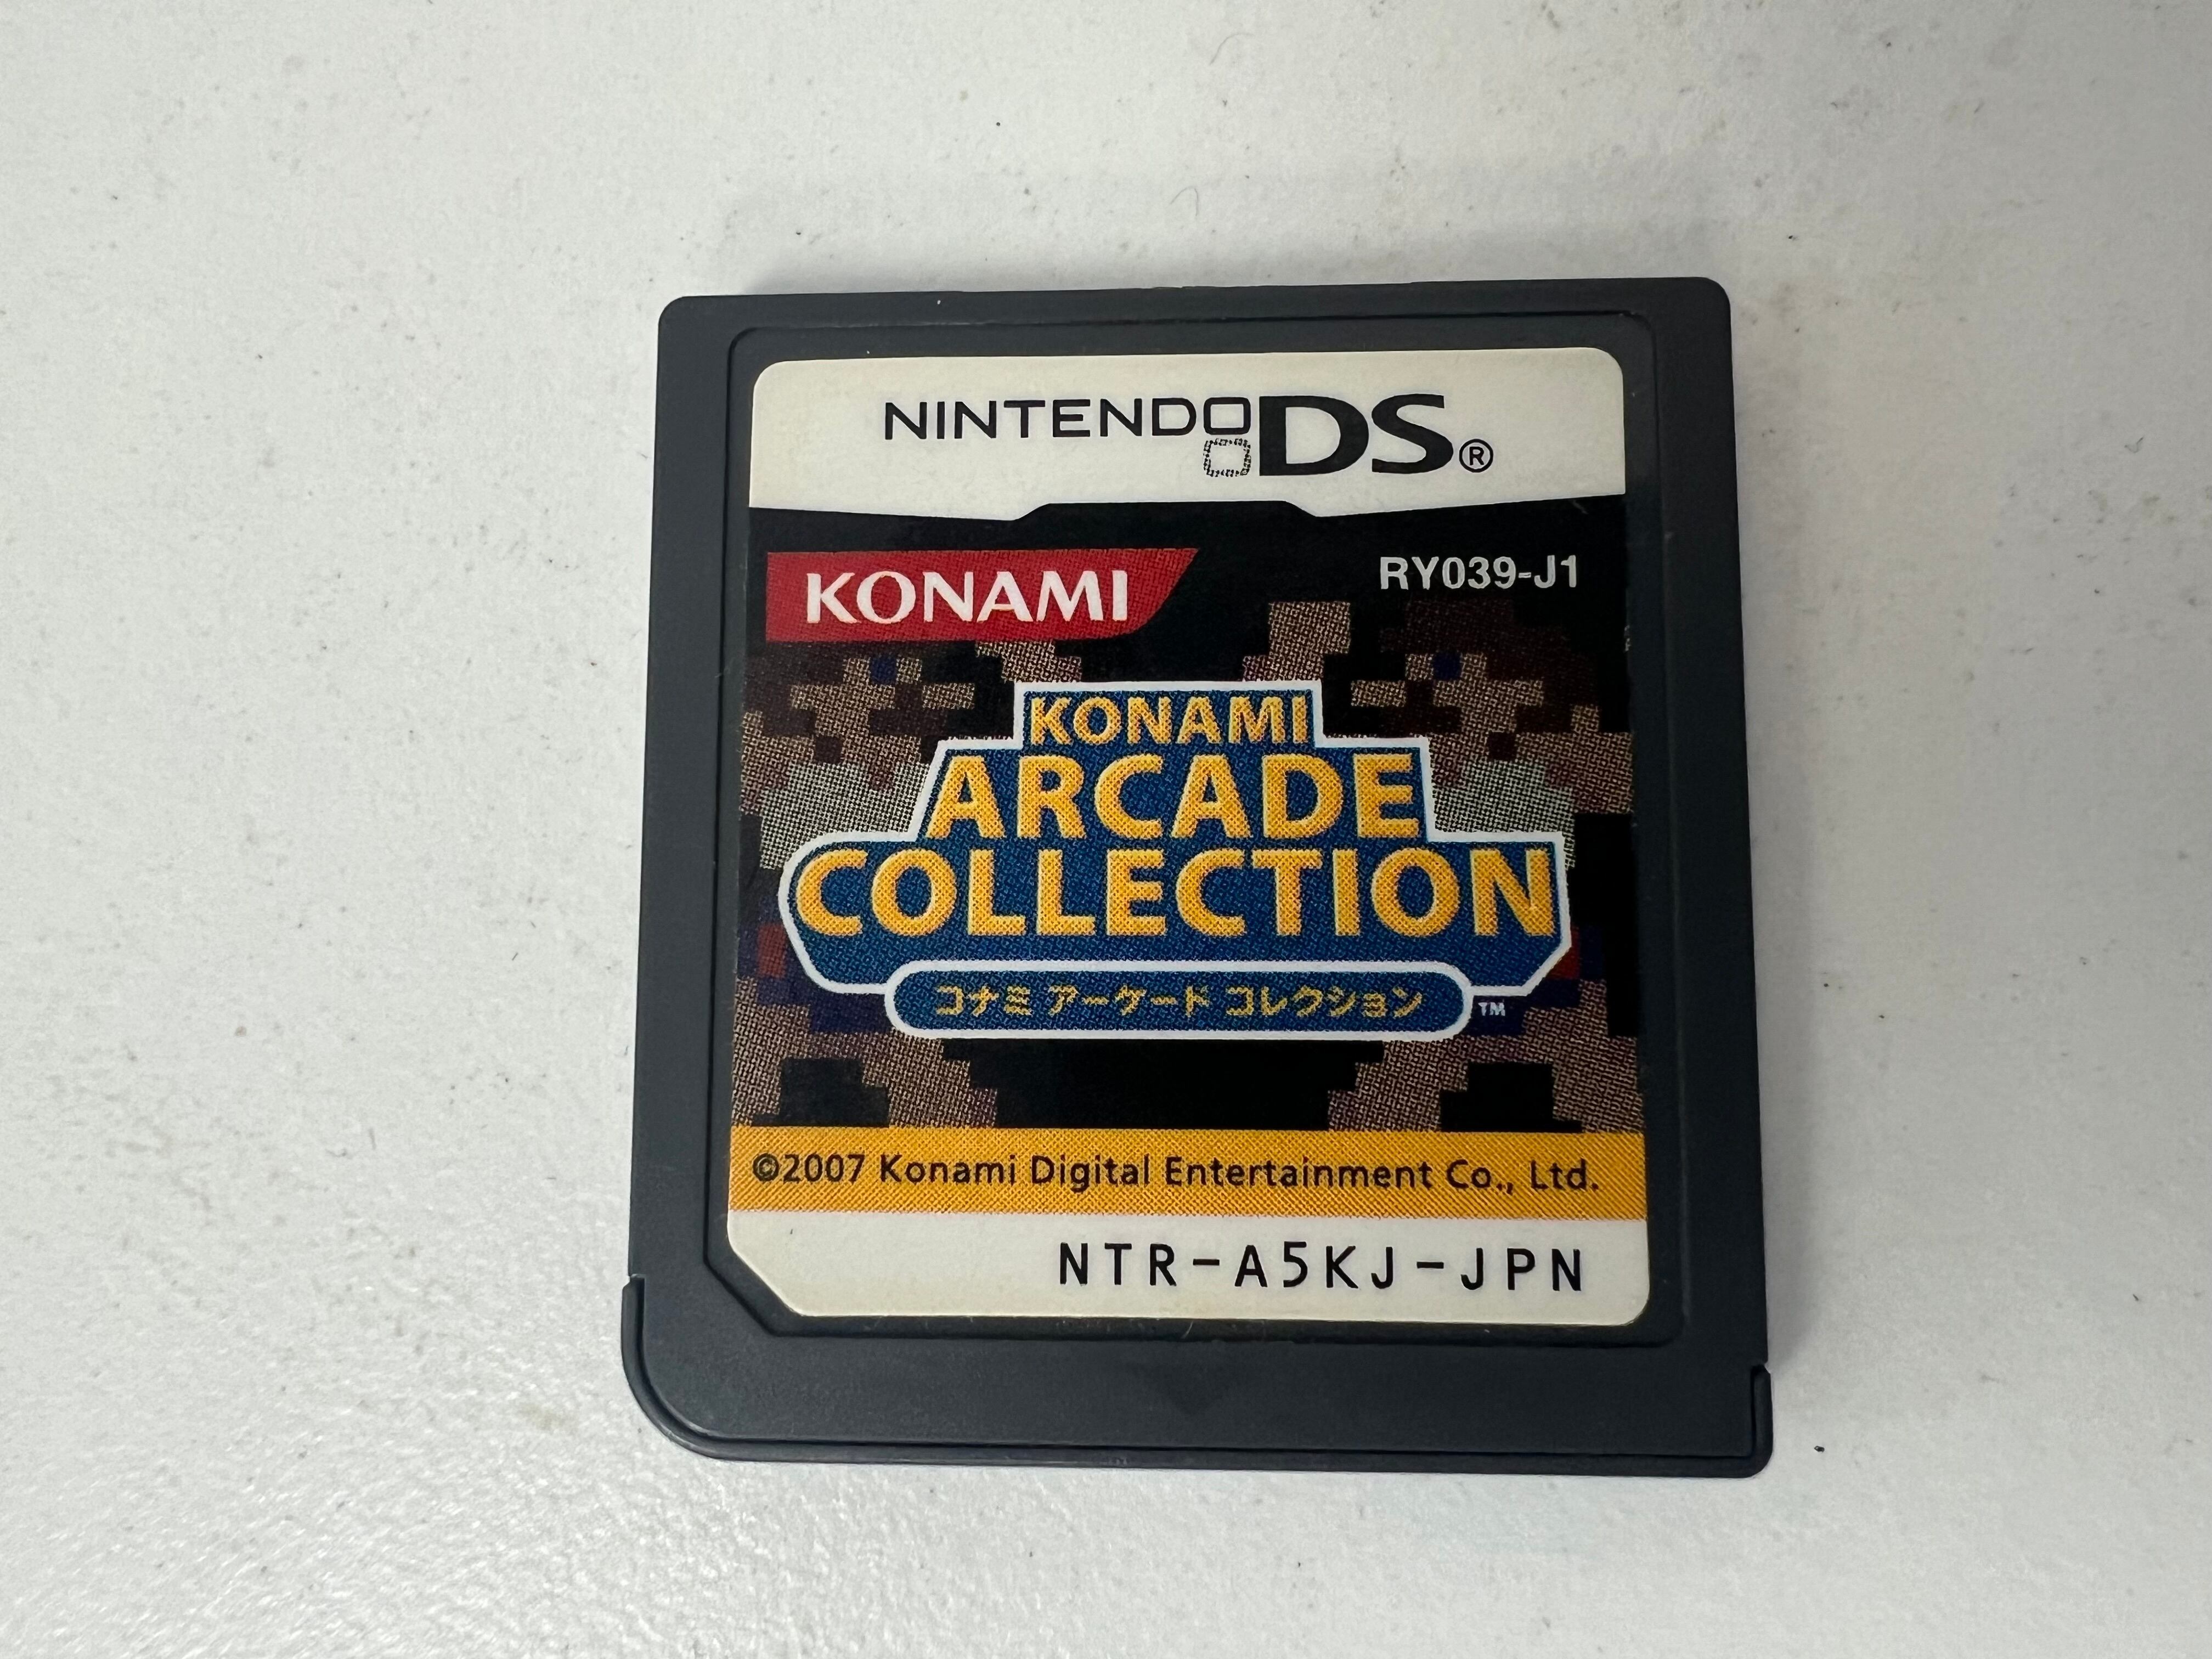 NINTENDO DS®
KONAMI
RY039-J1
KONAMI
ARCADE
COLLECTION
コナミ アーケード コレクション ™
©2007 Konami Digital Entertainment Co., Ltd.
NTR-A5KJ-JPN